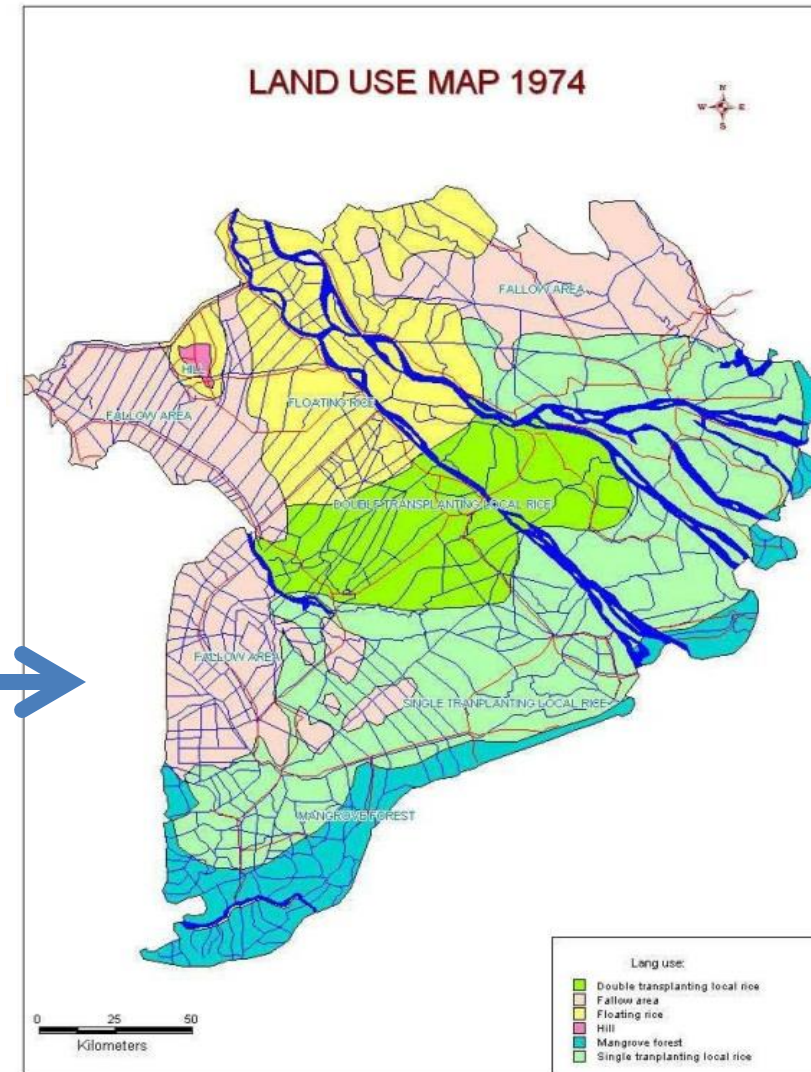 LAND USE MAP 1974
N
W E
S
FALLOW AREA
HILL
FALLOW AREA
FLOATING RICE
DOUBLE TRANSPLANTING LOCAL RICE
FALLOW AREA
SINGLE TRANPLANTING LOCAL RICE
MANGROVE FOREST
Lang use:
Double transplanting local rice
Fallow area
Floating rice
Hill
Mangrove forest
Single tranplanting local rice
0 25 50
Kilometers